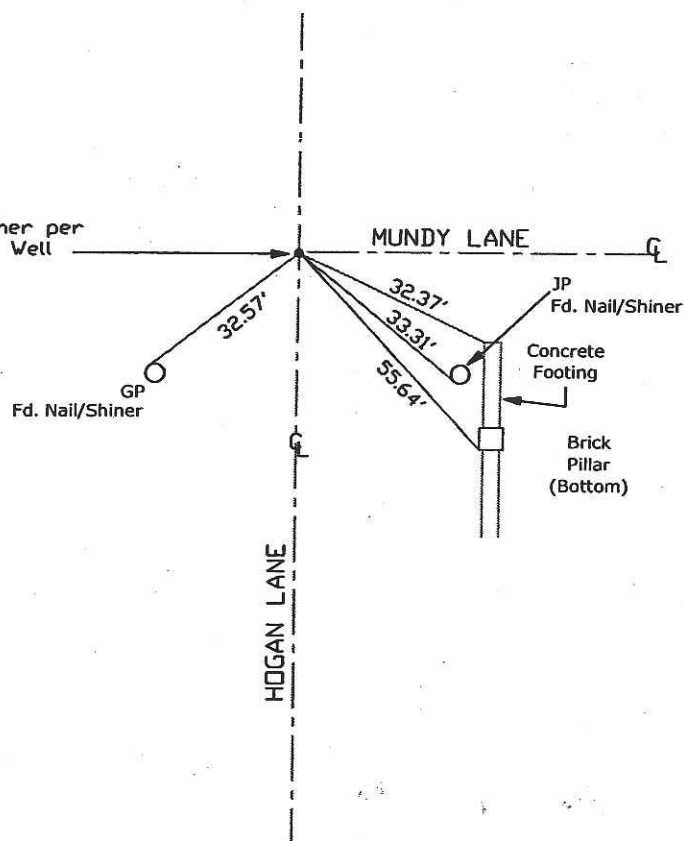 per
Well
MUNDY LANE
℄
32.37'
33.31'
55.64'
32.57'
JP
Fd. Nail/Shiner
GP
Fd. Nail/Shiner
Concrete
Footing
℄
Brick
Pillar
(Bottom)
HOGAN LANE